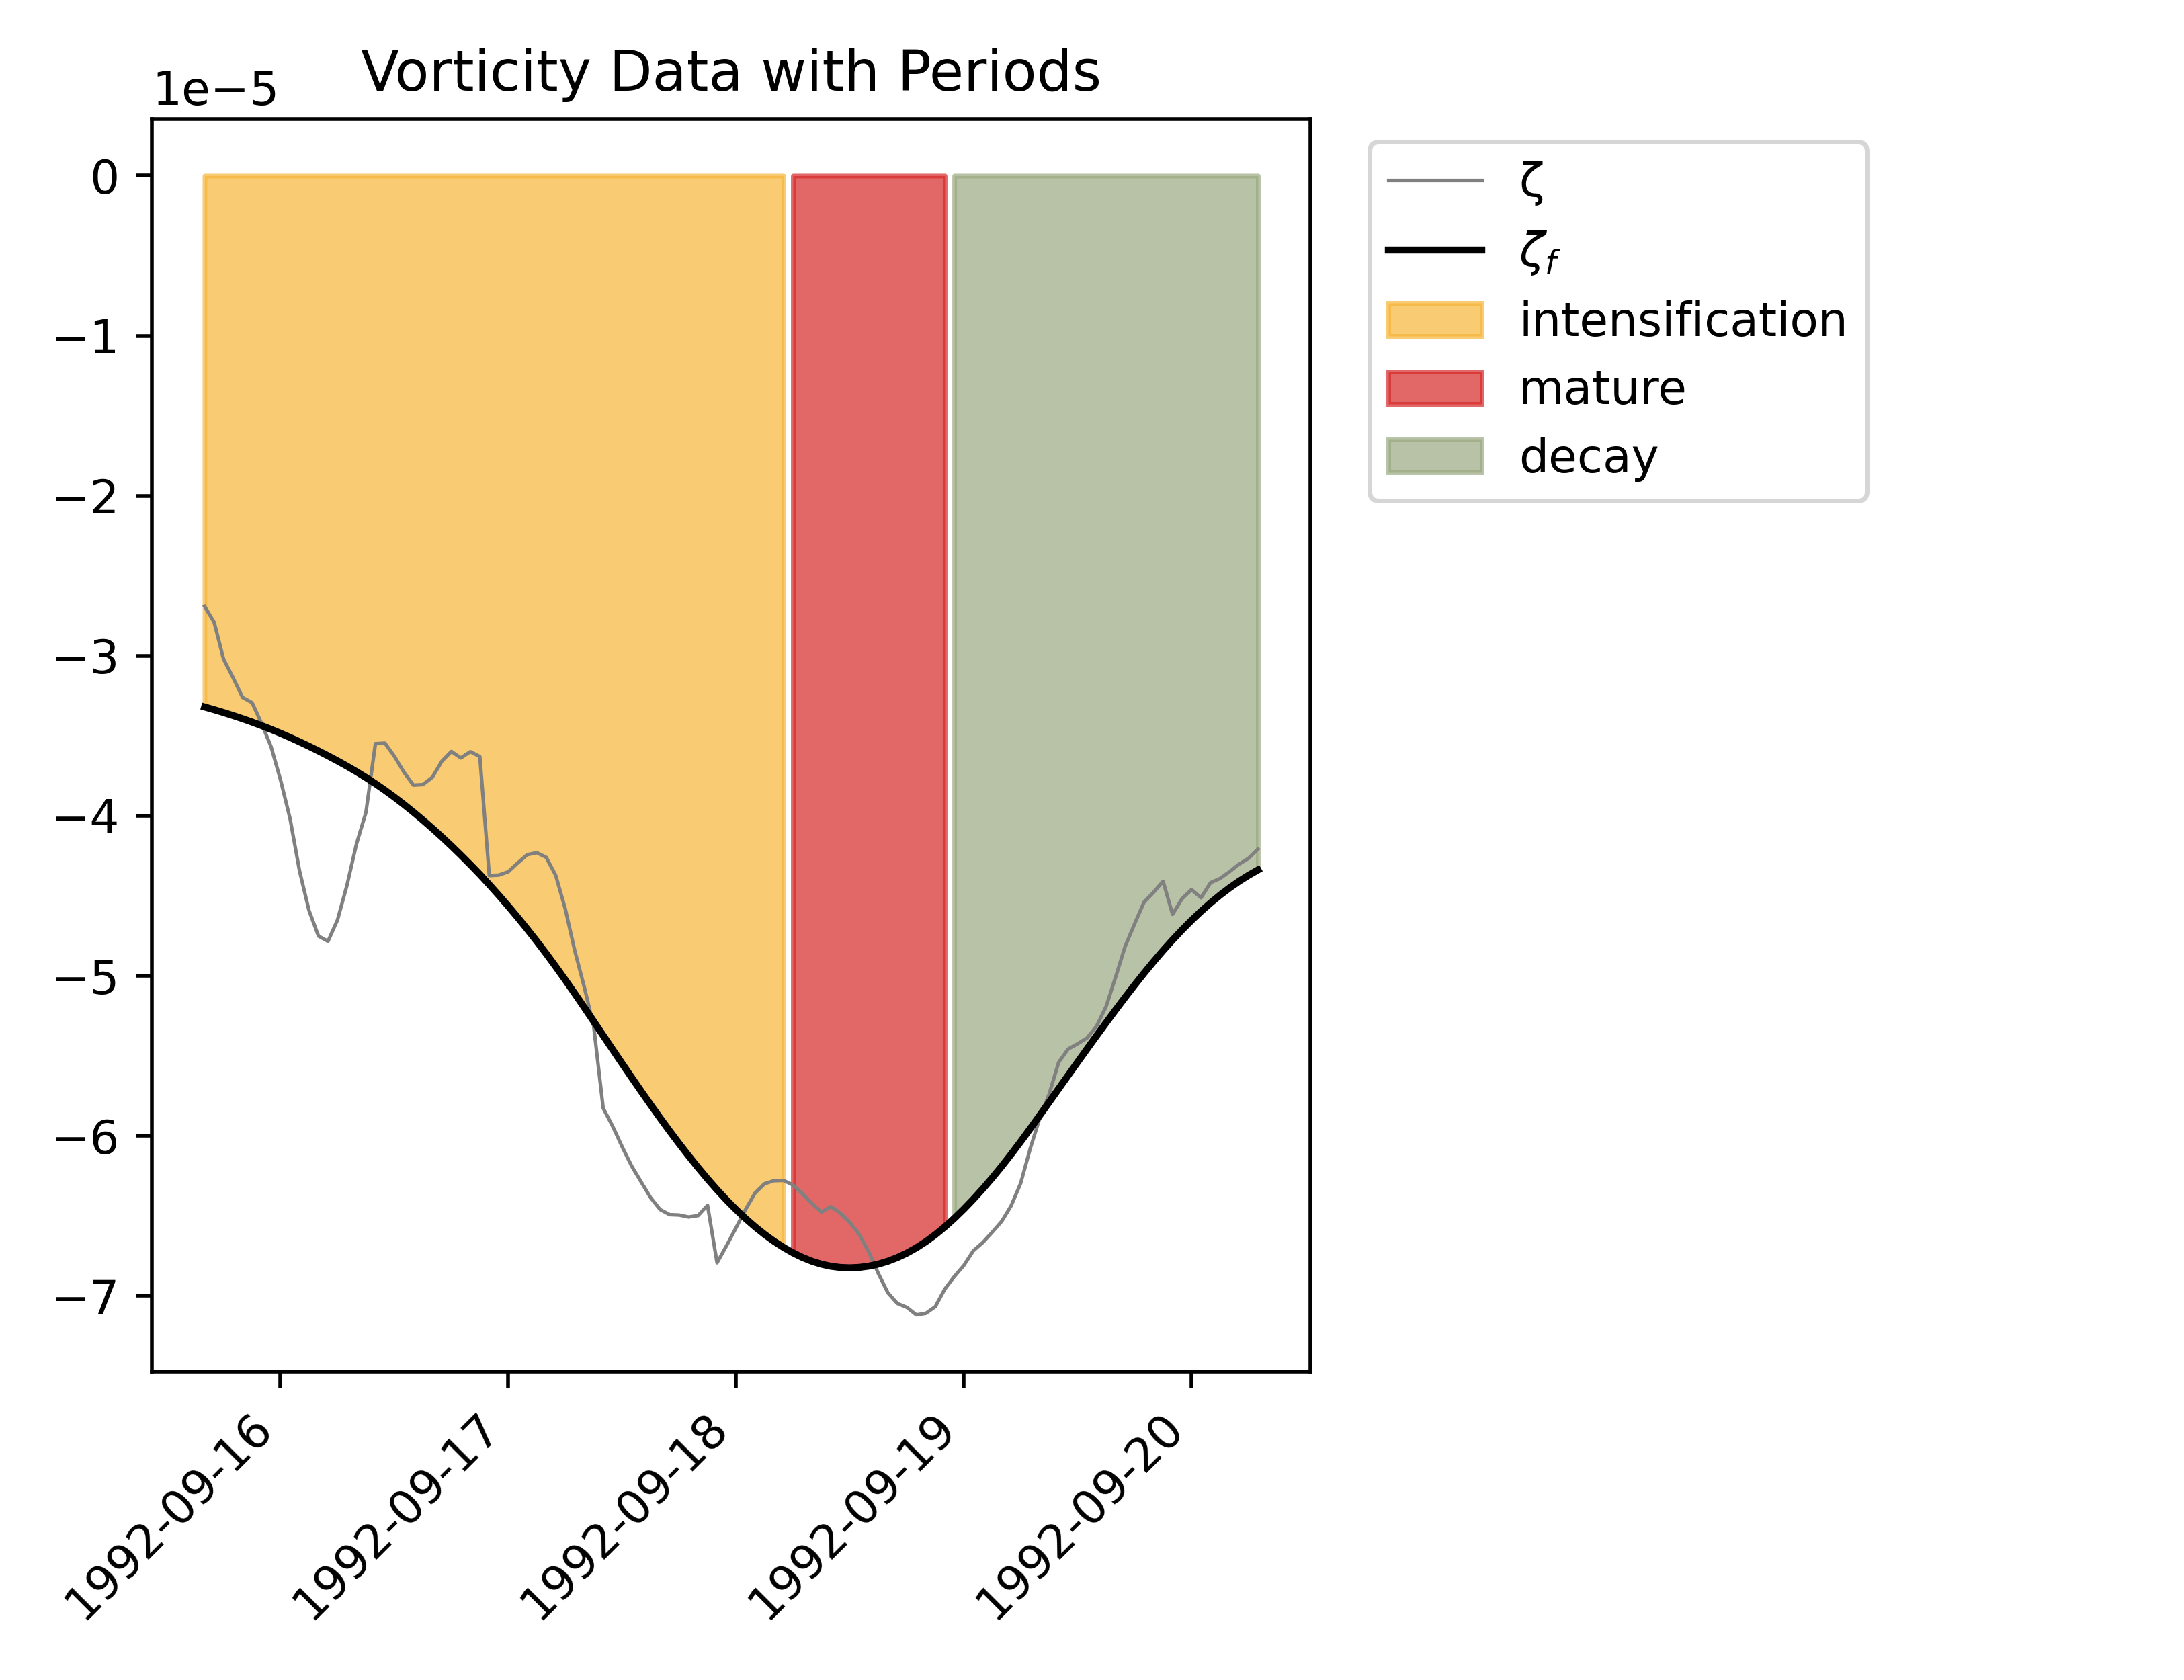 Vorticity Data with Periods
1e−5
0
−1
−2
−3
−4
−5
−6
−7
1992-09-16
1992-09-17
1992-09-18
1992-09-19
1992-09-20
ζ
ζf
intensification
mature
decay